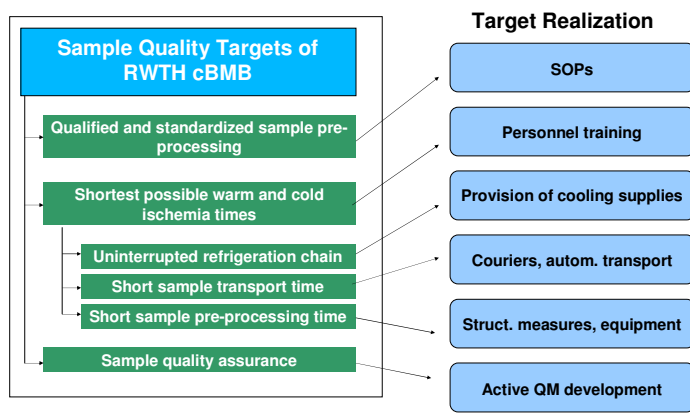 Sample Quality Targets of
RWTH cBMB
Qualified and standardized sample pre-
processing
Shortest possible warm and cold
ischemia times
Uninterrupted refrigeration chain
Short sample transport time
Short sample pre-processing time
Sample quality assurance
Target Realization
SOPs
Personnel training
Provision of cooling supplies
Couriers, autom. transport
Struct. measures, equipment
Active QM development